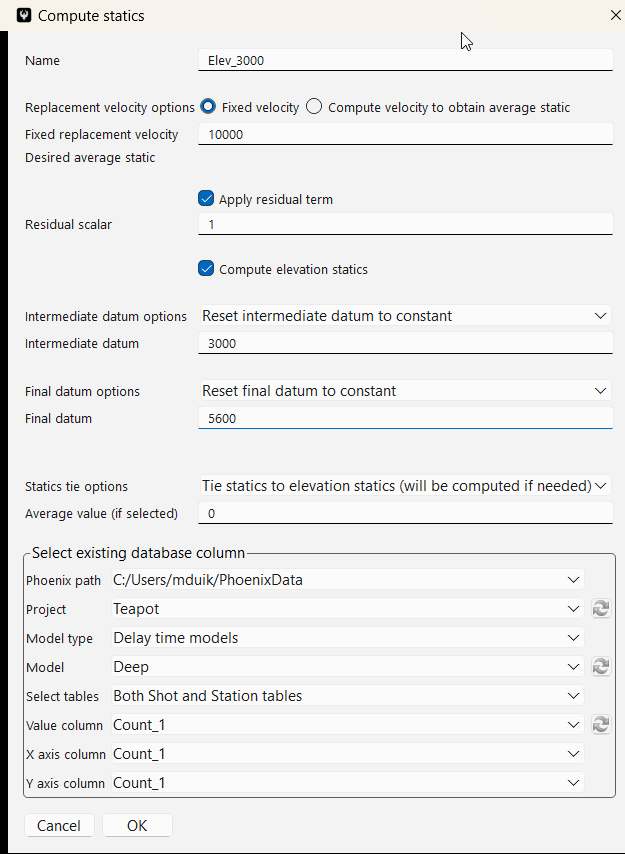 Compute statics
Name Elev_3000
Replacement velocity options Fixed velocity Compute velocity to obtain average static
Fixed replacement velocity 10000
Desired average static
Apply residual term
Residual scalar 1
Compute elevation statics
Intermediate datum options Reset intermediate datum to constant
Intermediate datum 3000
Final datum options Reset final datum to constant
Final datum 5600
Statics tie options Tie statics to elevation statics (will be computed if needed)
Average value (if selected) 0
Select existing database column
Phoenix path C:/Users/mduik/PhoenixData
Project Teapot
Model type Delay time models
Model Deep
Select tables Both Shot and Station tables
Value column Count_1
X axis column Count_1
Y axis column Count_1
Cancel OK